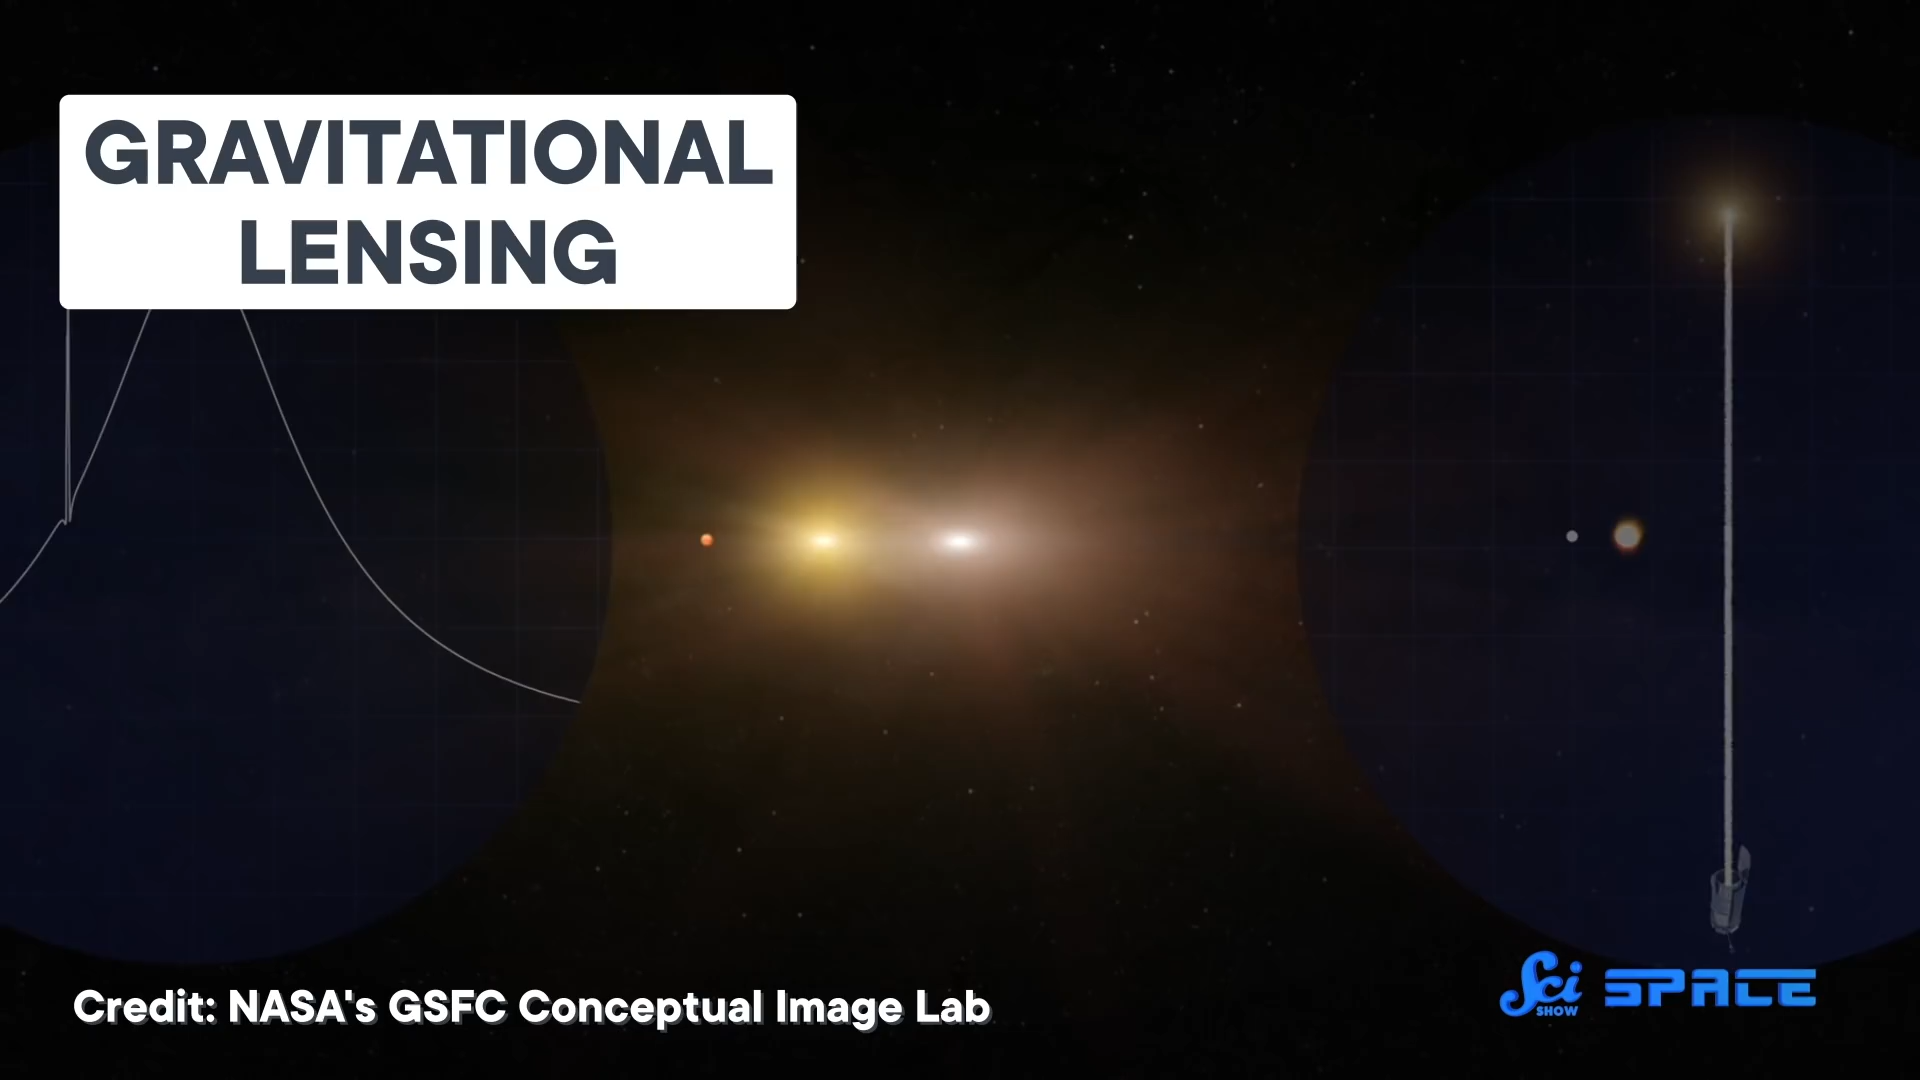 GRAVITATIONAL
LENSING
Credit: NASA's GSFC Conceptual Image Lab
Sci SHOW SPACE